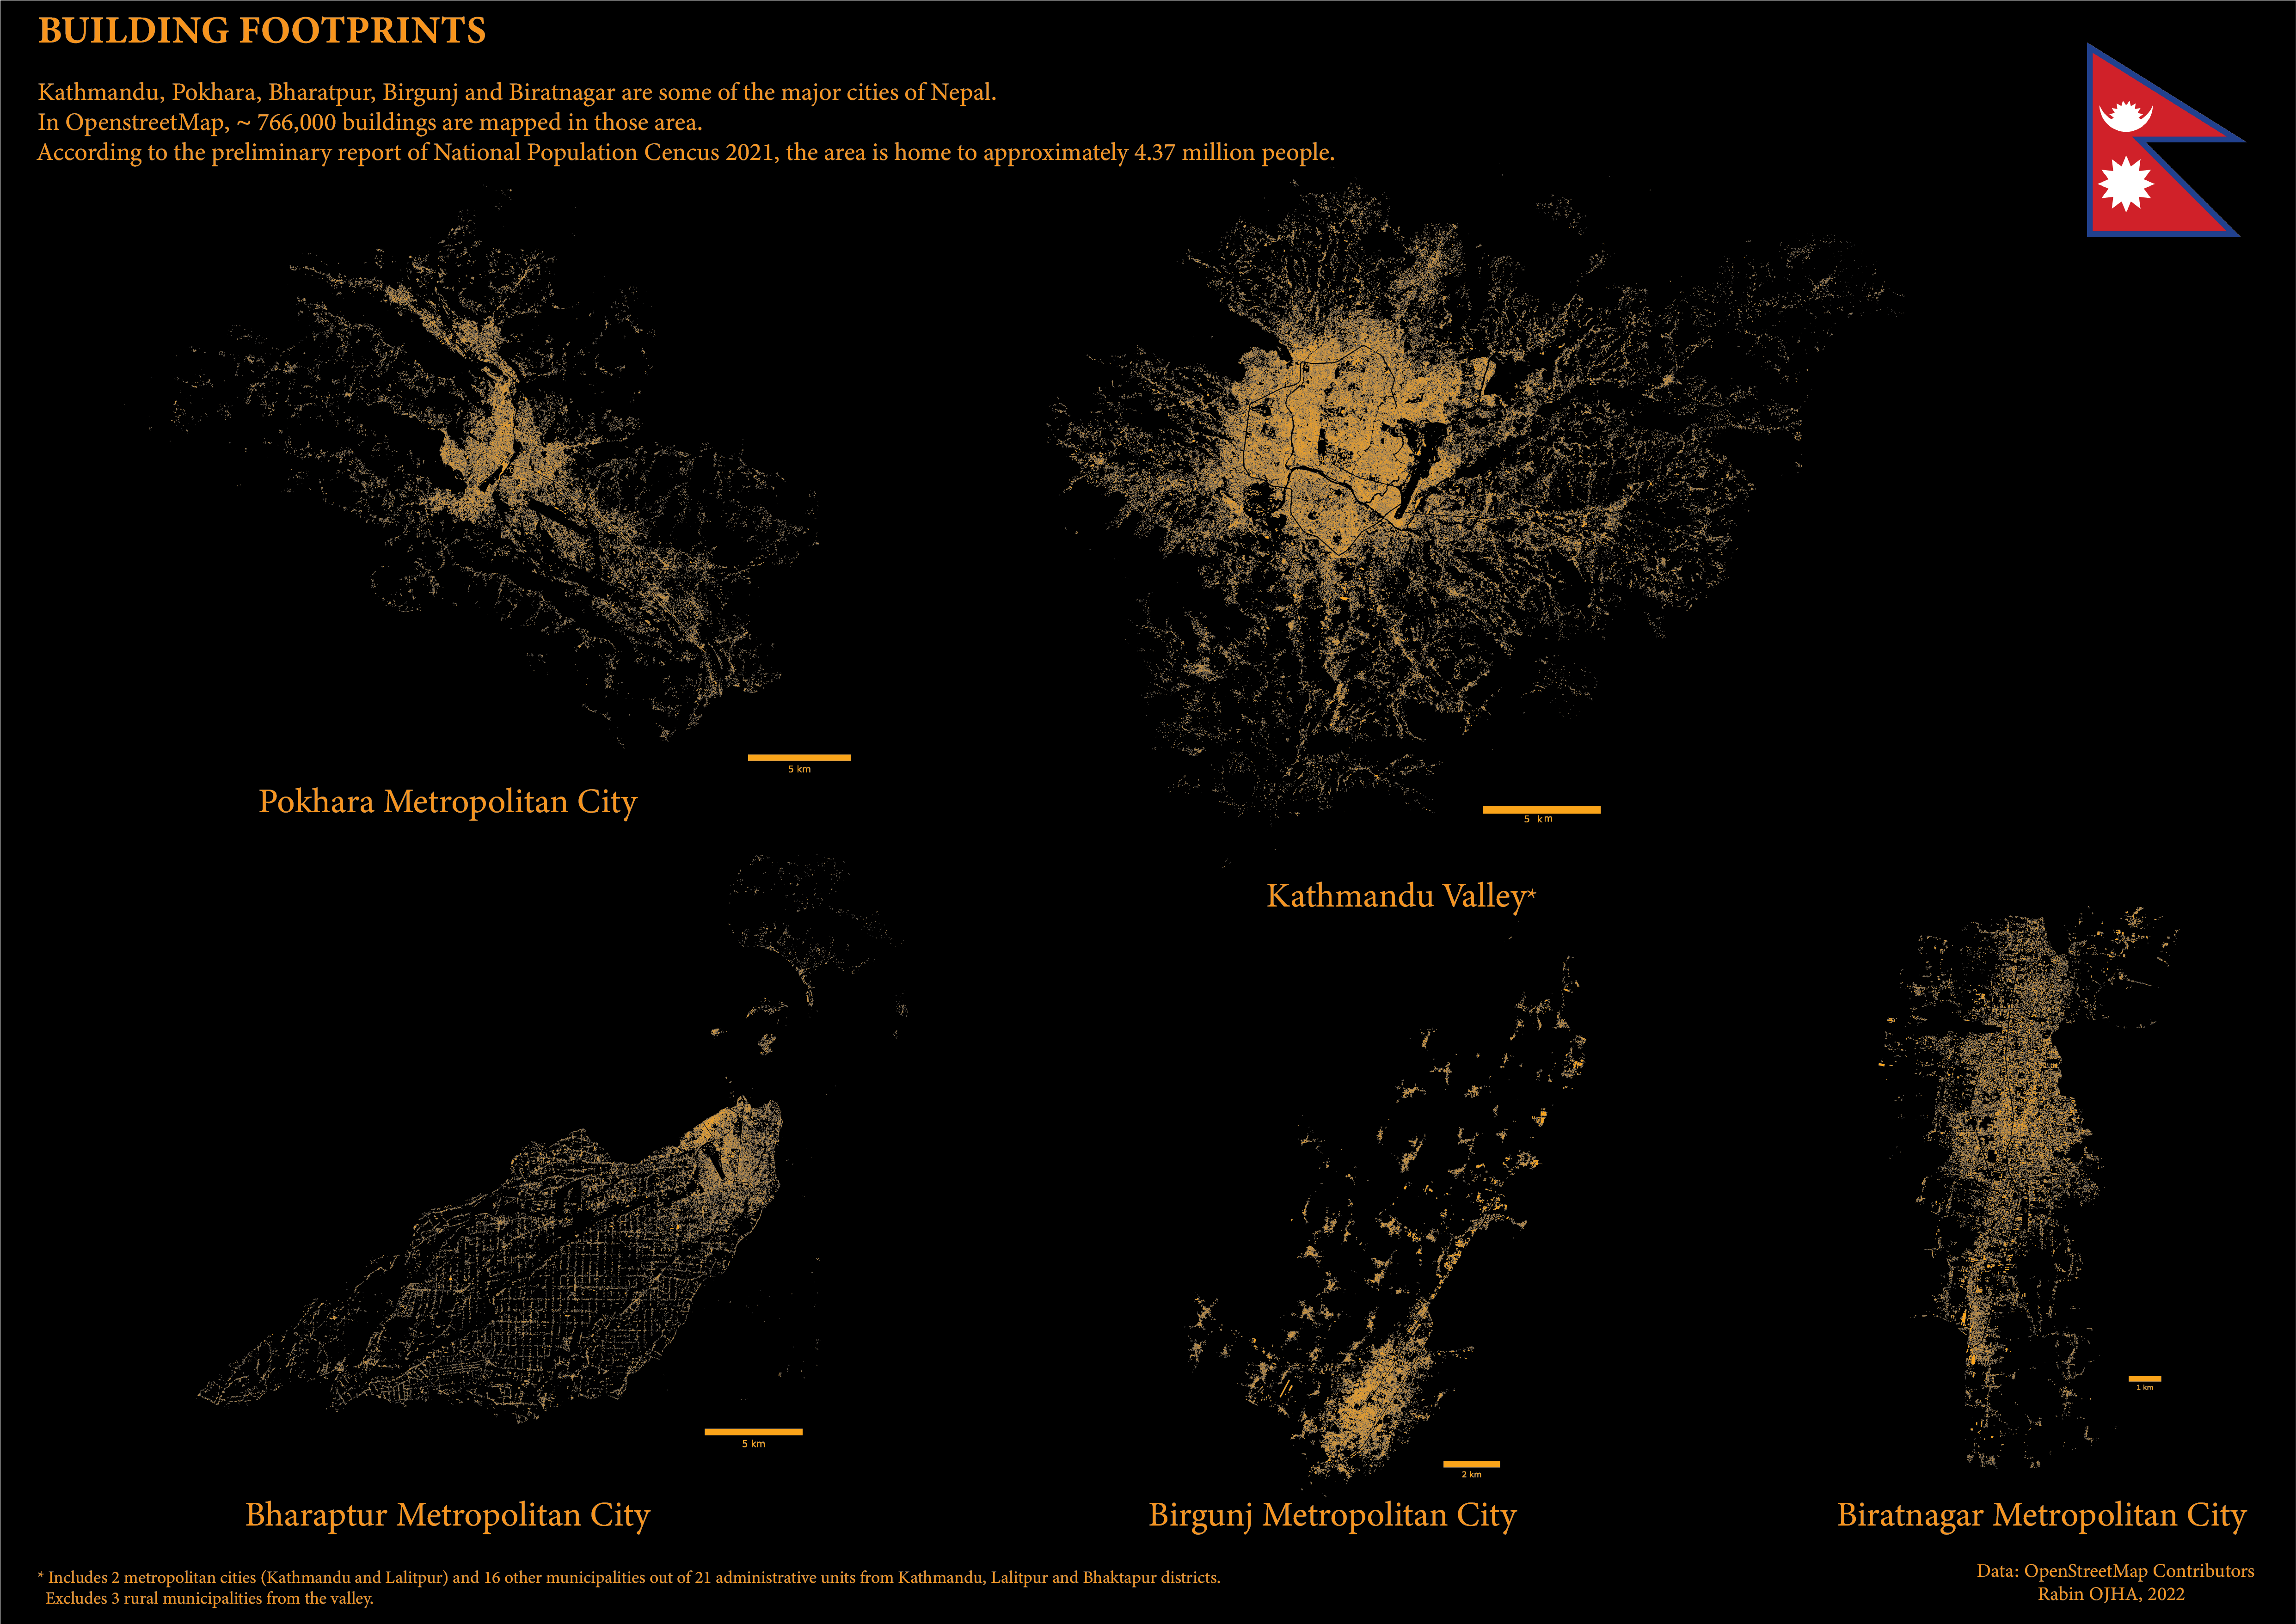 BUILDING FOOTPRINTS
Kathmandu, Pokhara, Bharatpur, Birgunj and Biratnagar are some of the major cities of Nepal.
In OpenstreetMap, ~ 766,000 buildings are mapped in those area.
According to the preliminary report of National Population Cencus 2021, the area is home to approximately 4.37 million people.
5 km
Pokhara Metropolitan City
5 km
Kathmandu Valley*
5 km
Bharaptur Metropolitan City
2 km
Birgunj Metropolitan City
1 km
Biratnagar Metropolitan City
* Includes 2 metropolitan cities (Kathmandu and Lalitpur) and 16 other municipalities out of 21 administrative units from Kathmandu, Lalitpur and Bhaktapur districts.
Excludes 3 rural municipalities from the valley.
Data: OpenStreetMap Contributors
Rabin OJHA, 2022